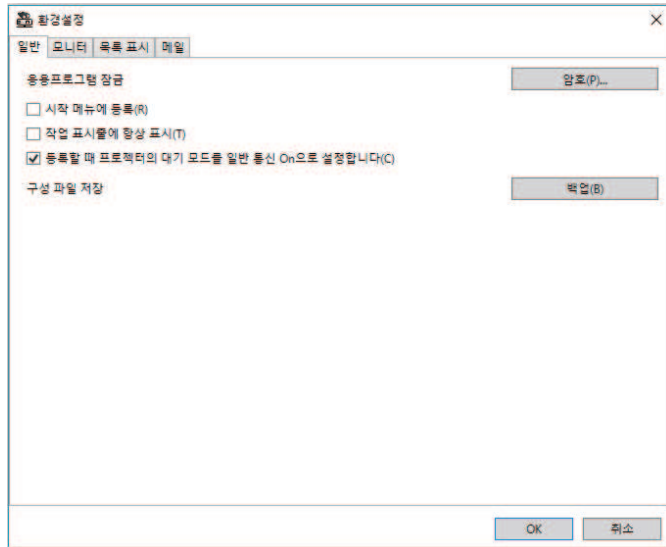 환경설정
일반 모니터 목록 표시 메일
응용프로그램 잠금 암호(P)...
시작 메뉴에 등록(R)
작업 표시줄에 항상 표시(T)
등록할 때 프로젝터의 대기 모드를 일반 통신 On으로 설정합니다(C)
구성 파일 저장 백업(B)
OK 취소